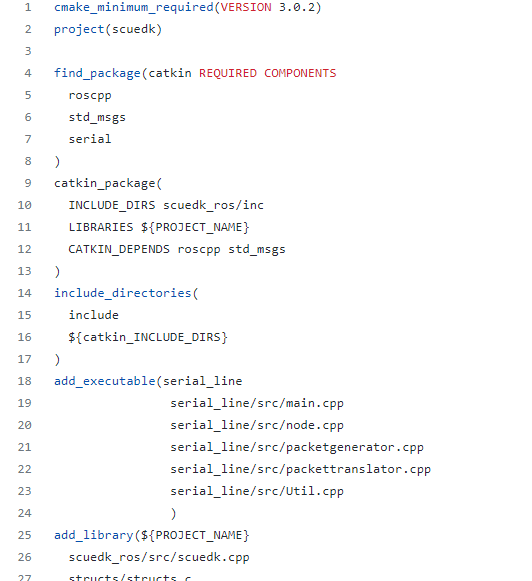 1 cmake_minimum_required(VERSION 3.0.2)
2 project(scuedk)
3
4 find_package(catkin REQUIRED COMPONENTS
5 roscpp
6 std_msgs
7 serial
8 )
9 catkin_package(
10 INCLUDE_DIRS scuedk_ros/inc
11 LIBRARIES ${PROJECT_NAME}
12 CATKIN_DEPENDS roscpp std_msgs
13 )
14 include_directories(
15 include
16 ${catkin_INCLUDE_DIRS}
17 )
18 add_executable(serial_line
19 serial_line/src/main.cpp
20 serial_line/src/node.cpp
21 serial_line/src/packetgenerator.cpp
22 serial_line/src/packettranslator.cpp
23 serial_line/src/Util.cpp
24 )
25 add_library(${PROJECT_NAME}
26 scuedk_ros/src/scuedk.cpp
27 structs/structs.c